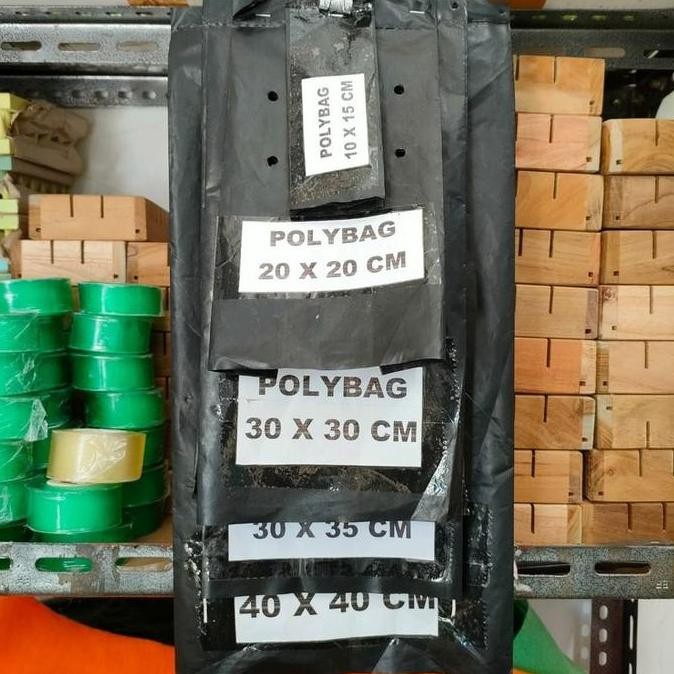 POLYBAG
10 X 15 CM
POLYBAG
20 X 20 CM
POLYBAG
30 X 30 CM
30 X 35 CM
40 X 40 CM